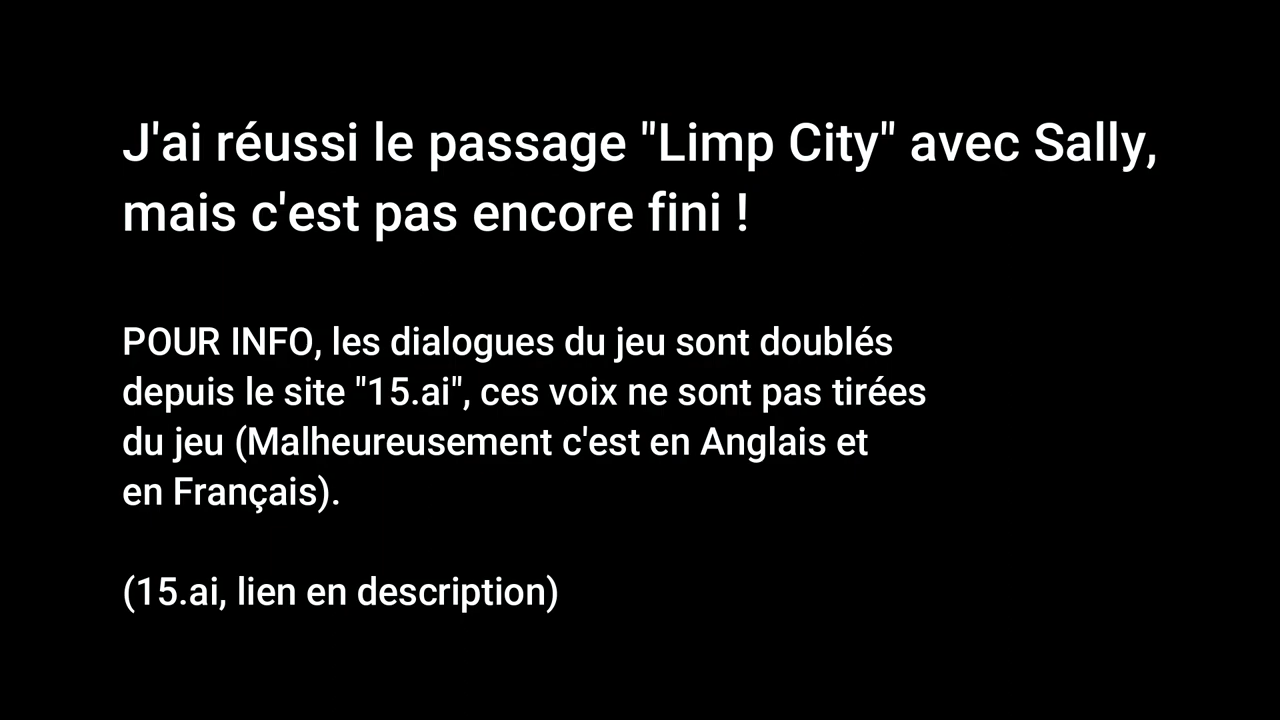 J'ai réussi le passage "Limp City" avec Sally,
mais c'est pas encore fini !
POUR INFO, les dialogues du jeu sont doublés
depuis le site "15.ai", ces voix ne sont pas tirées
du jeu (Malheureusement c'est en Anglais et
en Français).
(15.ai, lien en description)